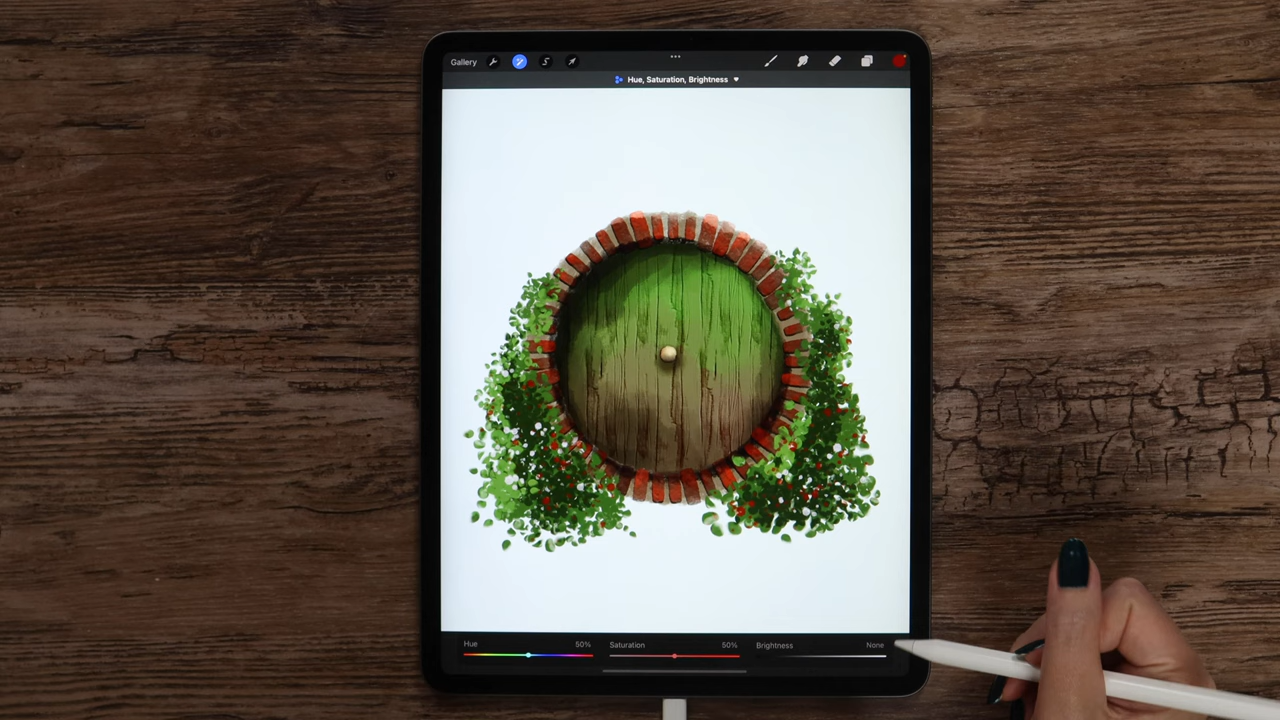 Gallery
Hue, Saturation, Brightness
Hue 50% Saturation 50% Brightness None